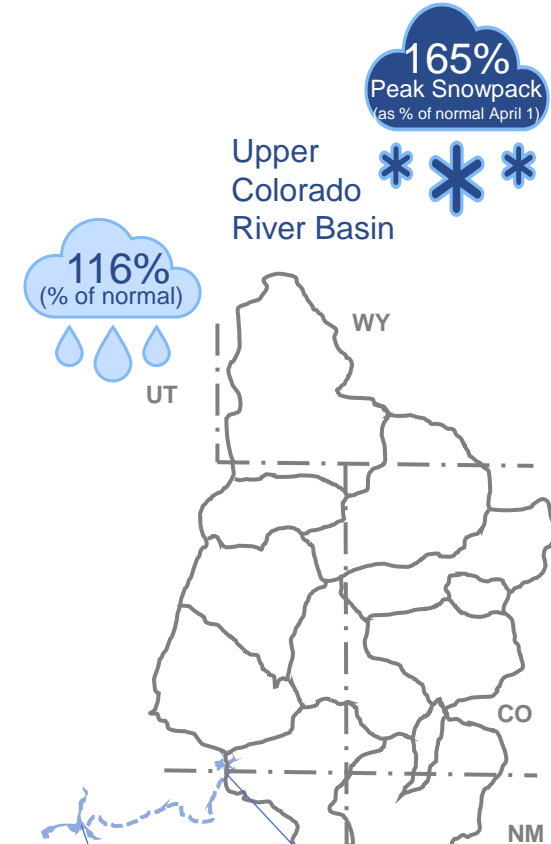 165%
Peak Snowpack
(as % of normal April 1)
Upper
Colorado
River Basin
116%
(% of normal)
WY
UT
CO
NM